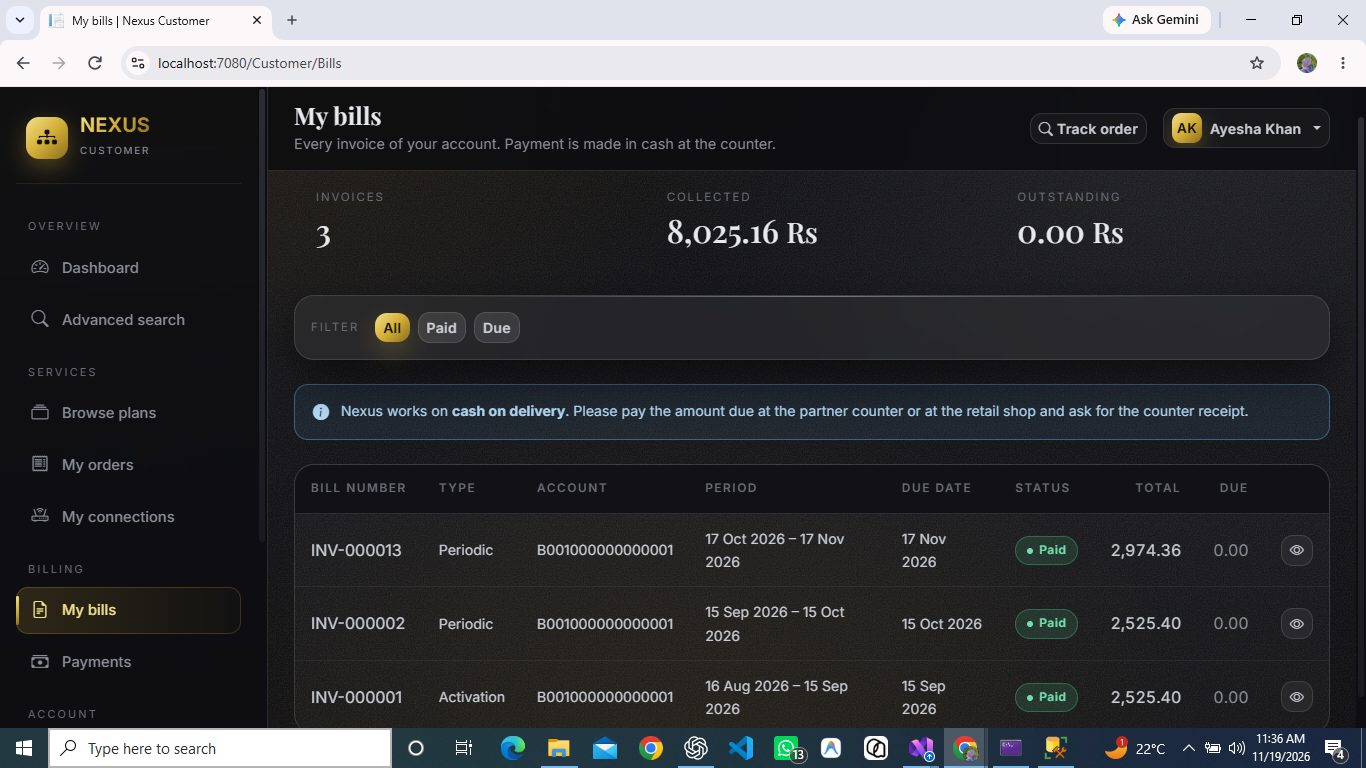 My bills | Nexus Customer
Ask Gemini
localhost:7080/Customer/Bills
NEXUS
CUSTOMER
OVERVIEW
Dashboard
Advanced search
SERVICES
Browse plans
My orders
My connections
BILLING
My bills
Payments
ACCOUNT
My bills
Every invoice of your account. Payment is made in cash at the counter.
Track order
AK Ayesha Khan
INVOICES COLLECTED OUTSTANDING
3 8,025.16 Rs 0.00 Rs
FILTER All Paid Due
Nexus works on cash on delivery. Please pay the amount due at the partner counter or at the retail shop and ask for the counter receipt.
BILL NUMBER TYPE ACCOUNT PERIOD DUE DATE STATUS TOTAL DUE
INV-000013 Periodic B001000000000001 17 Oct 2026 – 17 Nov 2026 17 Nov 2026 Paid 2,974.36 0.00
INV-000002 Periodic B001000000000001 15 Sep 2026 – 15 Oct 2026 15 Oct 2026 Paid 2,525.40 0.00
INV-000001 Activation B001000000000001 16 Aug 2026 – 15 Sep 2026 15 Sep 2026 Paid 2,525.40 0.00
Type here to search
13
1
22°C
11:36 AM
11/19/2026
4